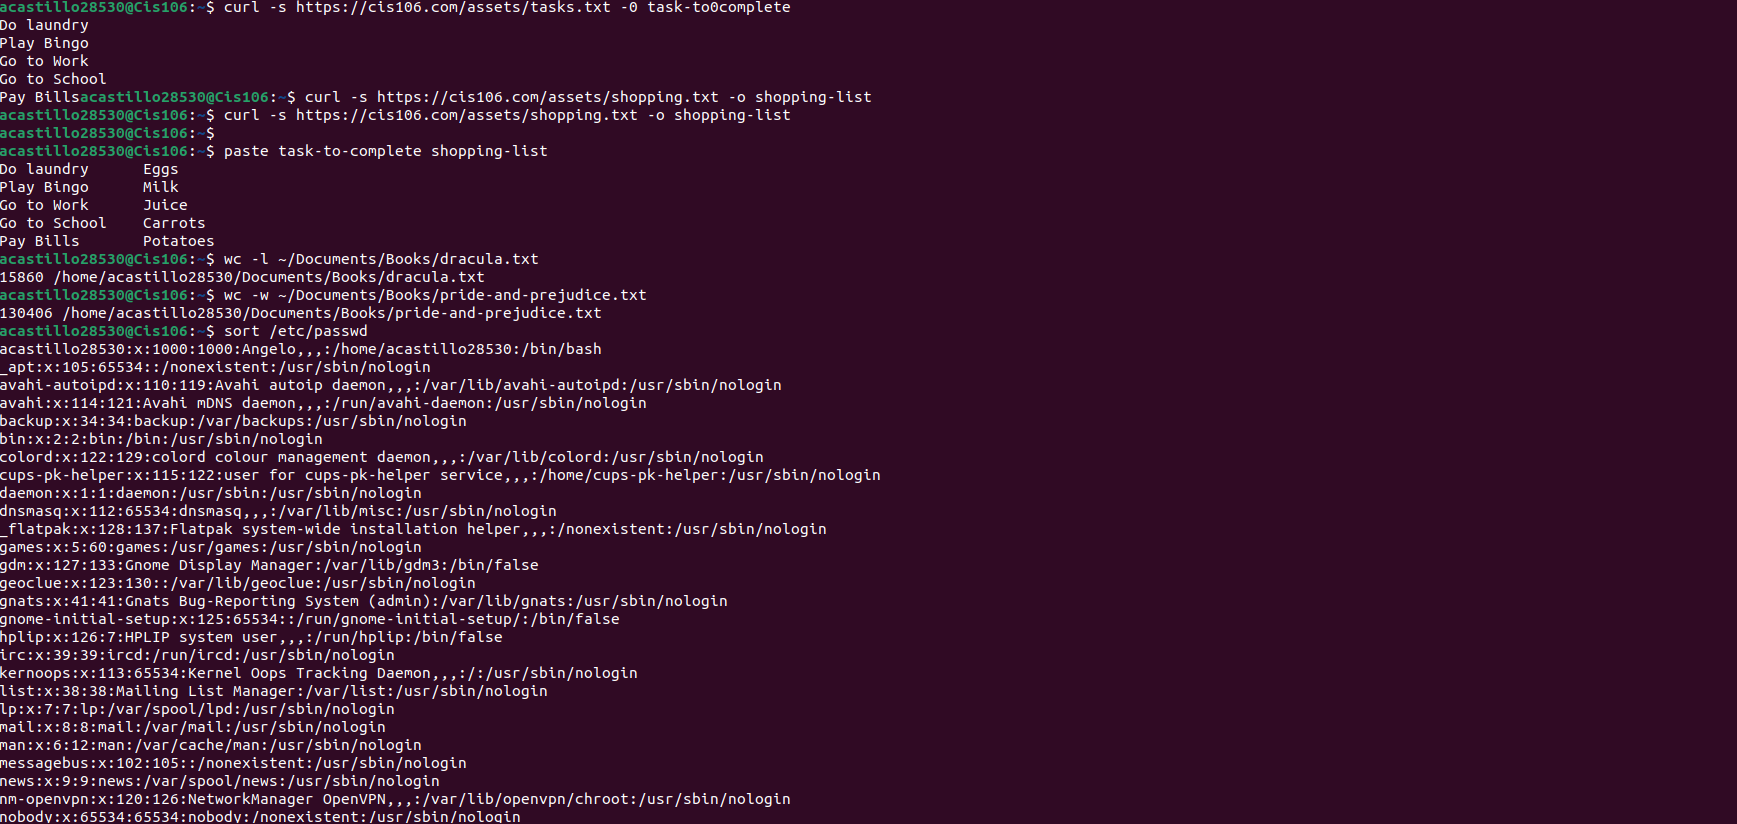 acastillo28530@Cis106:~$ curl -s https://cis106.com/assets/tasks.txt -0 task-to0complete
Do laundry
Play Bingo
Go to Work
Go to School
Pay Billsacastillo28530@Cis106:~$ curl -s https://cis106.com/assets/shopping.txt -o shopping-list
acastillo28530@Cis106:~$ curl -s https://cis106.com/assets/shopping.txt -o shopping-list
acastillo28530@Cis106:~$
acastillo28530@Cis106:~$ paste task-to-complete shopping-list
Do laundry      Eggs
Play Bingo      Milk
Go to Work      Juice
Go to School    Carrots
Pay Bills       Potatoes
acastillo28530@Cis106:~$ wc -l ~/Documents/Books/dracula.txt
15860 /home/acastillo28530/Documents/Books/dracula.txt
acastillo28530@Cis106:~$ wc -w ~/Documents/Books/pride-and-prejudice.txt
130406 /home/acastillo28530/Documents/Books/pride-and-prejudice.txt
acastillo28530@Cis106:~$ sort /etc/passwd
acastillo28530:x:1000:1000:Angelo,,,:/home/acastillo28530:/bin/bash
_apt:x:105:65534::/nonexistent:/usr/sbin/nologin
avahi-autoipd:x:110:119:Avahi autoip daemon,,,:/var/lib/avahi-autoipd:/usr/sbin/nologin
avahi:x:114:121:Avahi mDNS daemon,,,:/run/avahi-daemon:/usr/sbin/nologin
backup:x:34:34:backup:/var/backups:/usr/sbin/nologin
bin:x:2:2:bin:/bin:/usr/sbin/nologin
colord:x:122:129:colord colour management daemon,,,:/var/lib/colord:/usr/sbin/nologin
cups-pk-helper:x:115:122:user for cups-pk-helper service,,,:/home/cups-pk-helper:/usr/sbin/nologin
daemon:x:1:1:daemon:/usr/sbin:/usr/sbin/nologin
dnsmasq:x:112:65534:dnsmasq,,,:/var/lib/misc:/usr/sbin/nologin
_flatpak:x:128:137:Flatpak system-wide installation helper,,,:/nonexistent:/usr/sbin/nologin
games:x:5:60:games:/usr/games:/usr/sbin/nologin
gdm:x:127:133:Gnome Display Manager:/var/lib/gdm3:/bin/false
geoclue:x:123:130::/var/lib/geoclue:/usr/sbin/nologin
gnats:x:41:41:Gnats Bug-Reporting System (admin):/var/lib/gnats:/usr/sbin/nologin
gnome-initial-setup:x:125:65534::/run/gnome-initial-setup/:/bin/false
hplip:x:126:7:HPLIP system user,,,:/run/hplip:/bin/false
irc:x:39:39:ircd:/run/ircd:/usr/sbin/nologin
kernoops:x:113:65534:Kernel Oops Tracking Daemon,,,:/:/usr/sbin/nologin
list:x:38:38:Mailing List Manager:/var/list:/usr/sbin/nologin
lp:x:7:7:lp:/var/spool/lpd:/usr/sbin/nologin
mail:x:8:8:mail:/var/mail:/usr/sbin/nologin
man:x:6:12:man:/var/cache/man:/usr/sbin/nologin
messagebus:x:102:105::/nonexistent:/usr/sbin/nologin
news:x:9:9:news:/var/spool/news:/usr/sbin/nologin
nm-openvpn:x:120:126:NetworkManager OpenVPN,,,:/var/lib/openvpn/chroot:/usr/sbin/nologin
nobody:x:65534:65534:nobody:/nonexistent:/usr/sbin/nologin